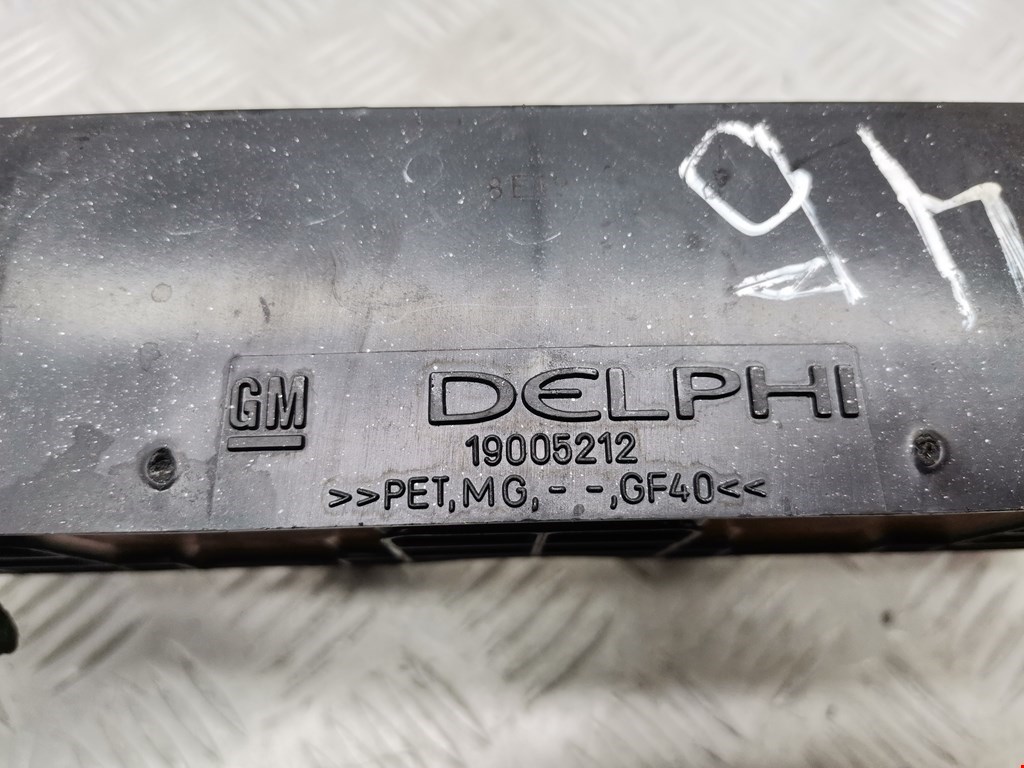 GM DELPHI
19005212
>>PET,MG,- -,GF40<<